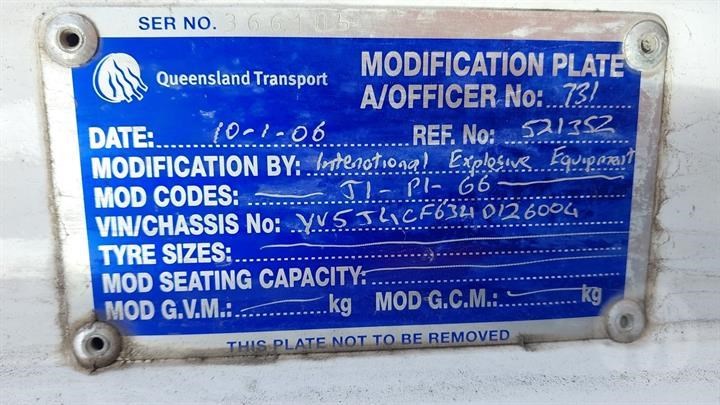 SER NO. 366105
Queensland Transport
MODIFICATION PLATE
A/OFFICER No: 731
DATE: 10-1-06 REF. No: 521352
MODIFICATION BY: International Explosive Equipment
MOD CODES: J1 - P1 - G6
VIN/CHASSIS No: YV5J4CF634D126004
TYRE SIZES:
MOD SEATING CAPACITY:
MOD G.V.M.: kg MOD G.C.M.: kg
THIS PLATE NOT TO BE REMOVED